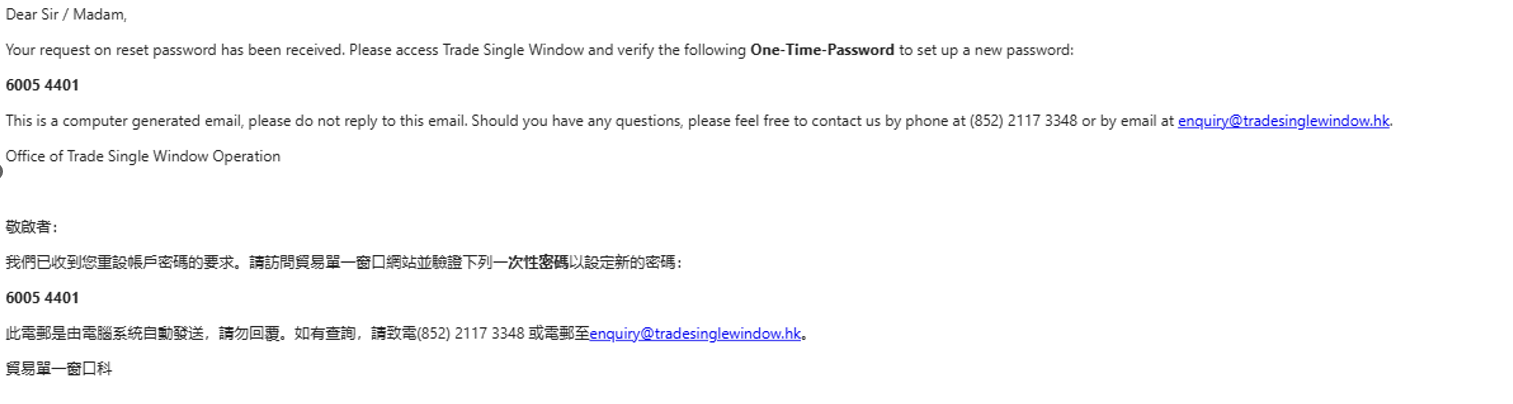 Dear Sir / Madam,
Your request on reset password has been received. Please access Trade Single Window and verify the following One-Time-Password to set up a new password:
6005 4401
This is a computer generated email, please do not reply to this email. Should you have any questions, please feel free to contact us by phone at (852) 2117 3348 or by email at enquiry@tradesinglewindow.hk.
Office of Trade Single Window Operation
敬啟者：
我們已收到您重設帳戶密碼的要求。請訪問貿易單一窗口網站並驗證下列一次性密碼以設定新的密碼：
6005 4401
此電郵是由電腦系統自動發送，請勿回覆。如有查詢，請致電(852) 2117 3348 或電郵至enquiry@tradesinglewindow.hk。
貿易單一窗口科